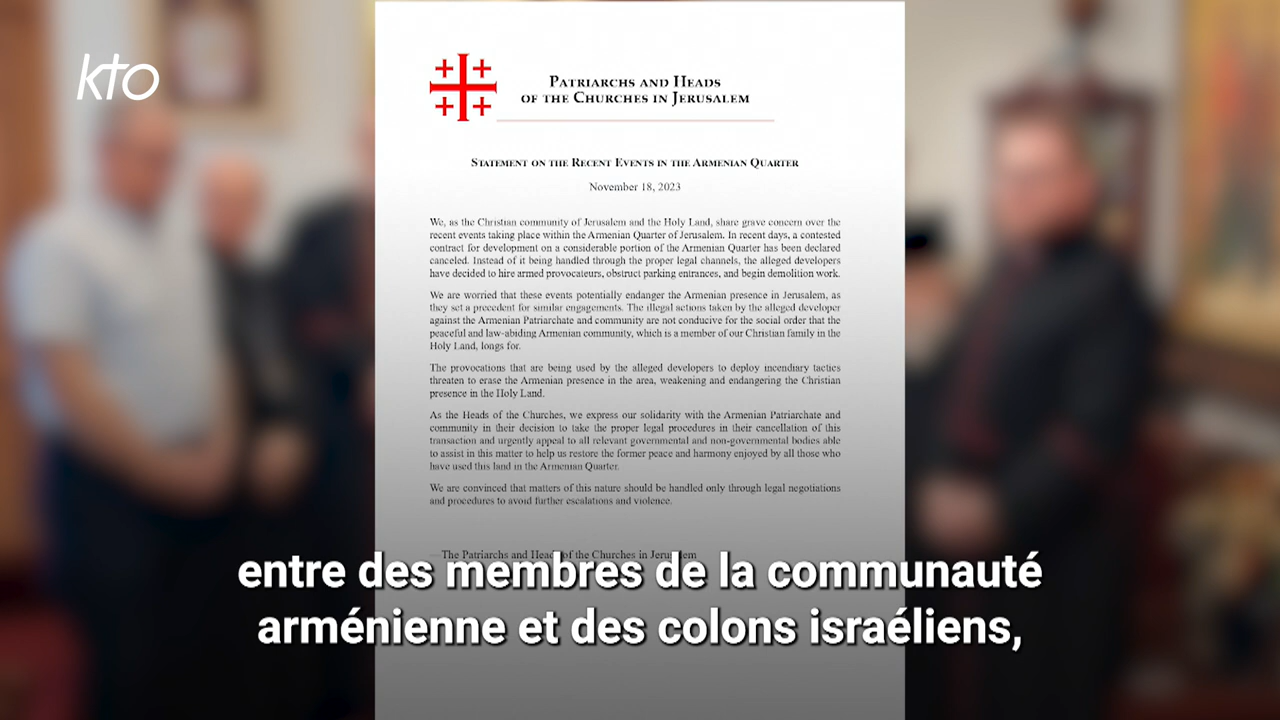 kto
PATRIARCHS AND HEADS
OF THE CHURCHES IN JERUSALEM
STATEMENT ON THE RECENT EVENTS IN THE ARMENIAN QUARTER
November 18, 2023
We, as the Christian community of Jerusalem and the Holy Land, share grave concern over the
recent events taking place within the Armenian Quarter of Jerusalem. In recent days, a contested
contract for development on a considerable portion of the Armenian Quarter has been declared
canceled. Instead of it being handled through the proper legal channels, the alleged developers
have decided to hire armed provocateurs, obstruct parking entrances, and begin demolition work.
We are worried that these events potentially endanger the Armenian presence in Jerusalem, as
they set a precedent for similar engagements. The illegal actions taken by the alleged developer
against the Armenian Patriarchate and community are not conducive for the social order that the
peaceful and law-abiding Armenian community, which is a member of our Christian family in the
Holy Land, longs for.
The provocations that are being used by the alleged developers to deploy incendiary tactics
threaten to erase the Armenian presence in the area, weakening and endangering the Christian
presence in the Holy Land.
As the Heads of the Churches, we express our solidarity with the Armenian Patriarchate and
community in their decision to take the proper legal procedures in their cancellation of this
transaction and urgently appeal to all relevant governmental and non-governmental bodies able
to assist in this matter to help us restore the former peace and harmony enjoyed by all those who
have used this land in the Armenian Quarter.
We are convinced that matters of this nature should be handled only through legal negotiations
and procedures to avoid further escalations and violence.
—The Patriarchs and Heads of the Churches in Jerusalem
entre des membres de la communauté
arménienne et des colons israéliens,